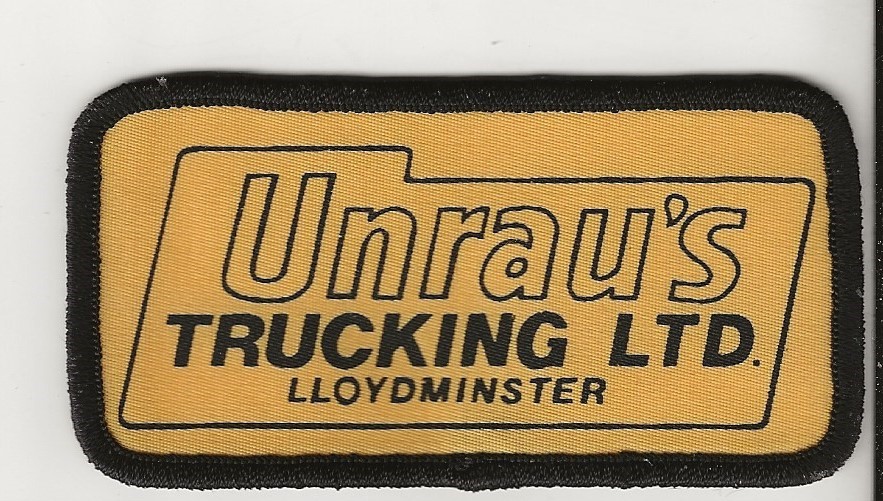 Unrau's
TRUCKING LTD.
LLOYDMINSTER